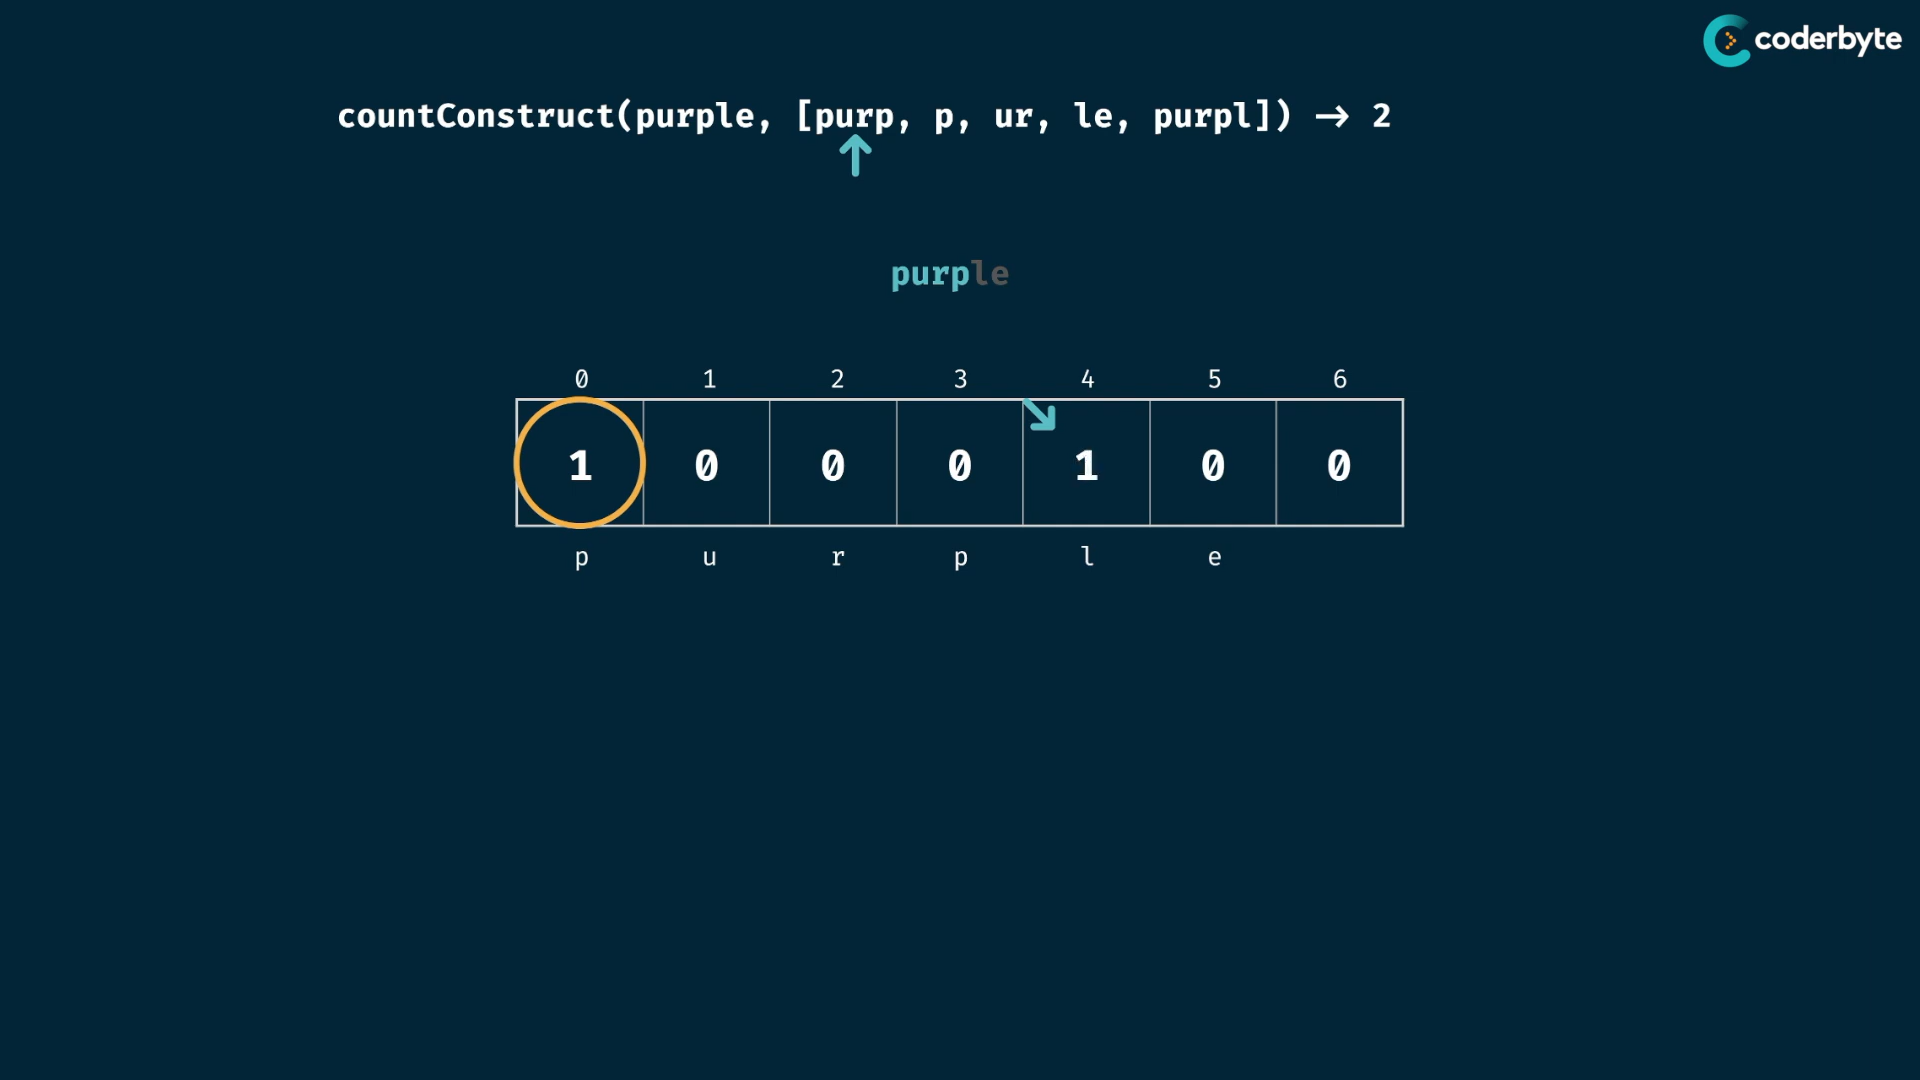 coderbyte
countConstruct(purple, [purp, p, ur, le, purpl]) → 2
purple
0 1 2 3 4 5 6
1 0 0 0 1 0 0
p u r p l e